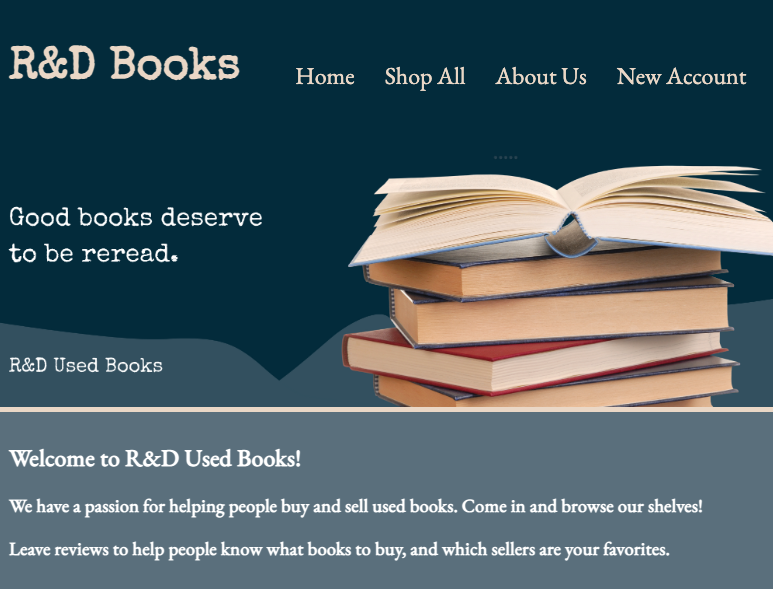 R&D Books
Home Shop All About Us New Account
Good books deserve
to be reread.
R&D Used Books
Welcome to R&D Used Books!
We have a passion for helping people buy and sell used books. Come in and browse our shelves!
Leave reviews to help people know what books to buy, and which sellers are your favorites.